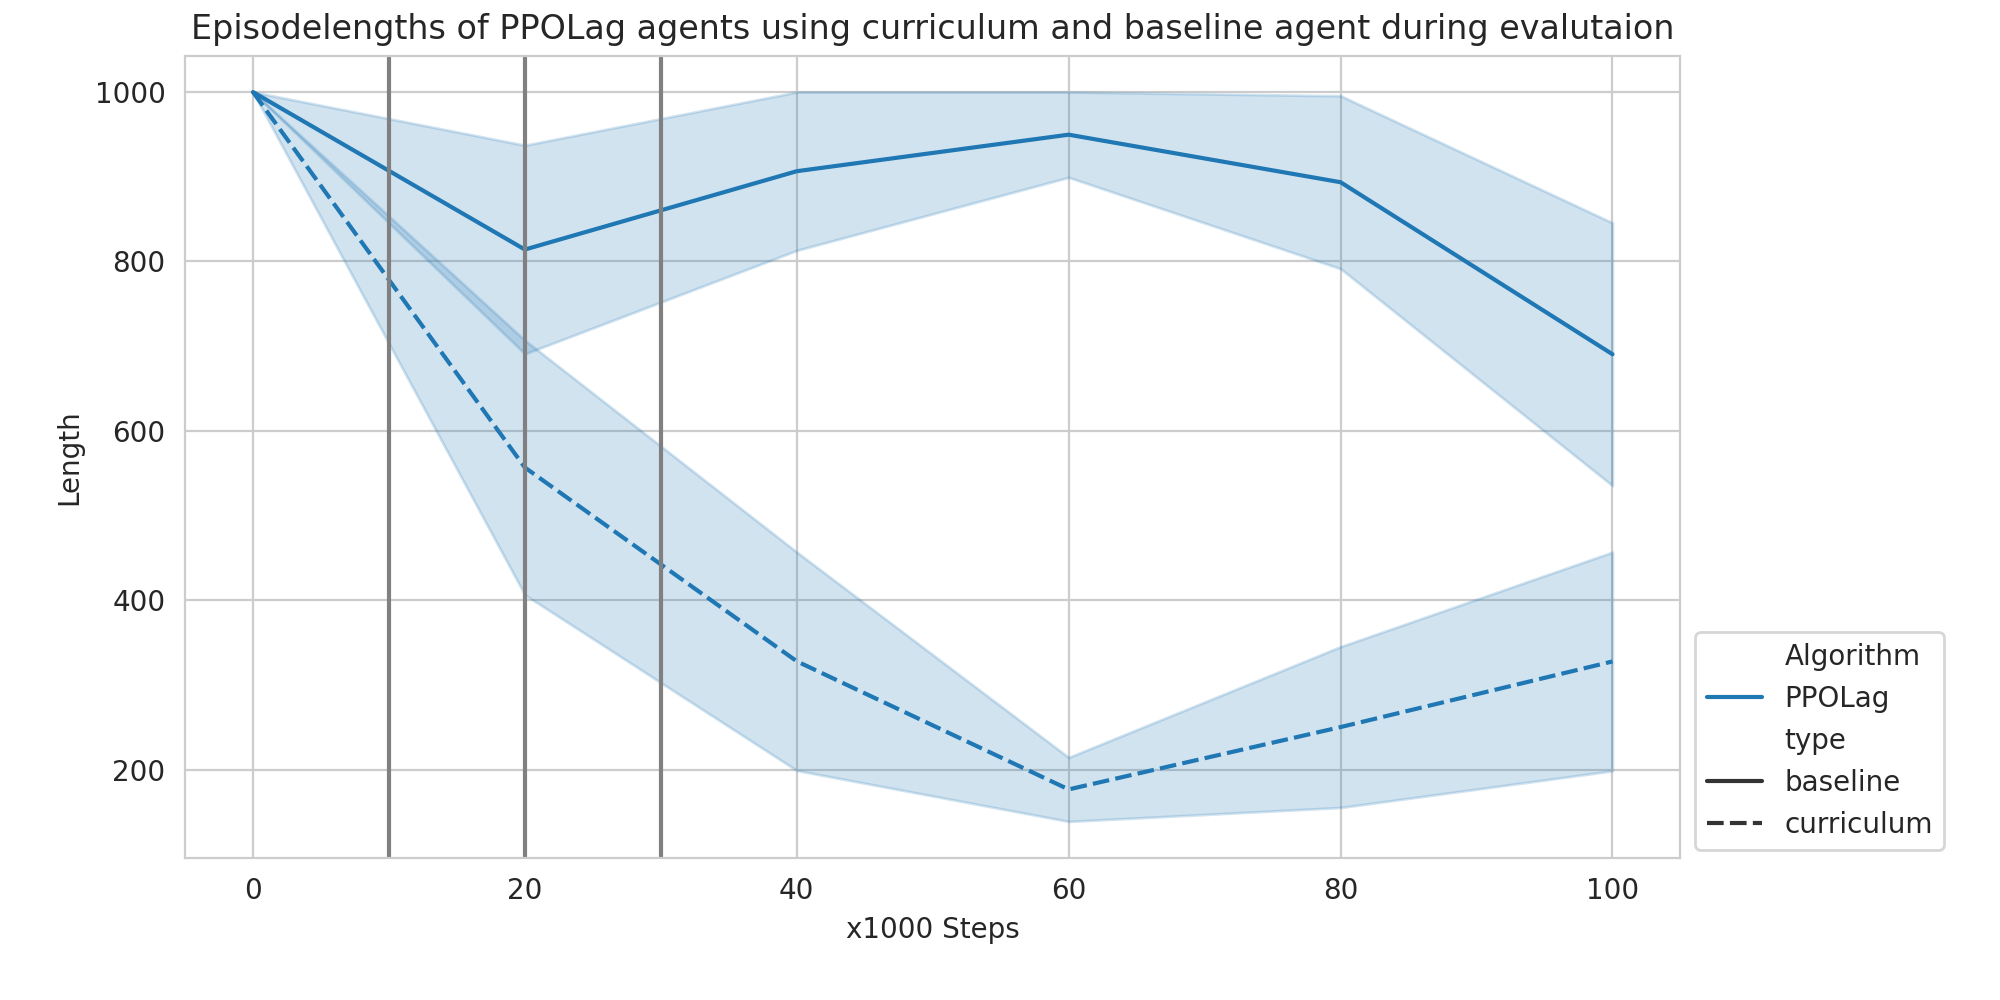 Episodelengths of PPOLag agents using curriculum and baseline agent during evalutaion
1000
800
600
400
200
Length
0 20 40 60 80 100
x1000 Steps
Algorithm
PPOLag
type
baseline
curriculum